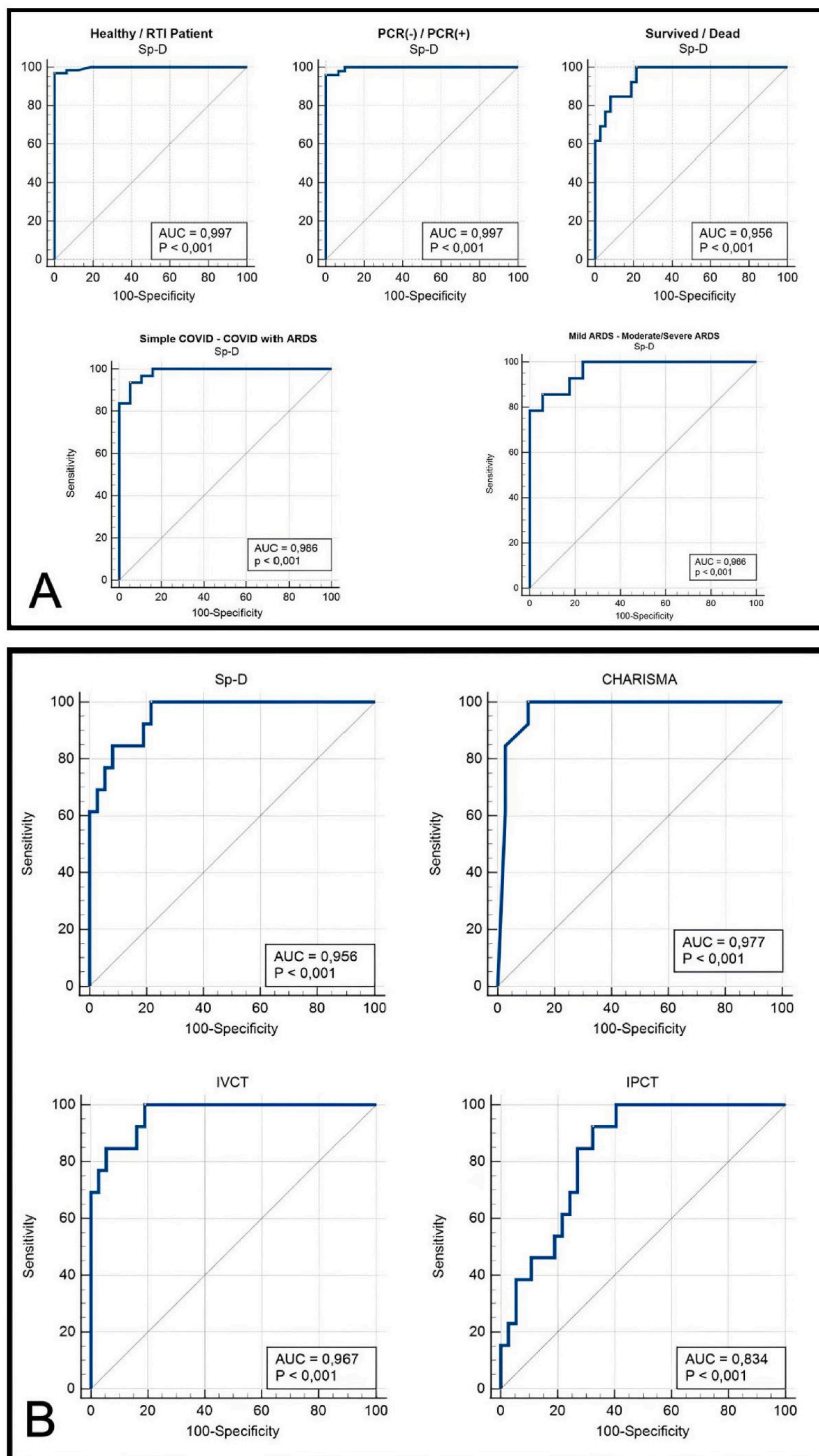 Healthy / RTI Patient
Sp-D
100
80
60
40
20
0
AUC = 0,997
P < 0,001
0 20 40 60 80 100
100-Specificity
PCR(-) / PCR(+)
Sp-D
100
80
60
40
20
0
AUC = 0,997
P < 0,001
0 20 40 60 80 100
100-Specificity
Survived / Dead
Sp-D
100
80
60
40
20
0
AUC = 0,956
P < 0,001
0 20 40 60 80 100
100-Specificity
Simple COVID - COVID with ARDS
Sp-D
Sensitivity
100
80
60
40
20
0
AUC = 0,986
p < 0,001
0 20 40 60 80 100
100-Specificity
Mild ARDS - Moderate/Severe ARDS
Sp-D
Sensitivity
100
80
60
40
20
0
AUC = 0,966
p < 0,001
0 20 40 60 80 100
100-Specificity
A
Sp-D
Sensitivity
100
80
60
40
20
0
AUC = 0,956
P < 0,001
0 20 40 60 80 100
100-Specificity
CHARISMA
Sensitivity
100
80
60
40
20
0
AUC = 0,977
P < 0,001
0 20 40 60 80 100
100-Specificity
IVCT
Sensitivity
100
80
60
40
20
0
AUC = 0,967
P < 0,001
0 20 40 60 80 100
100-Specificity
IPCT
Sensitivity
100
80
60
40
20
0
AUC = 0,834
P < 0,001
0 20 40 60 80 100
100-Specificity
B